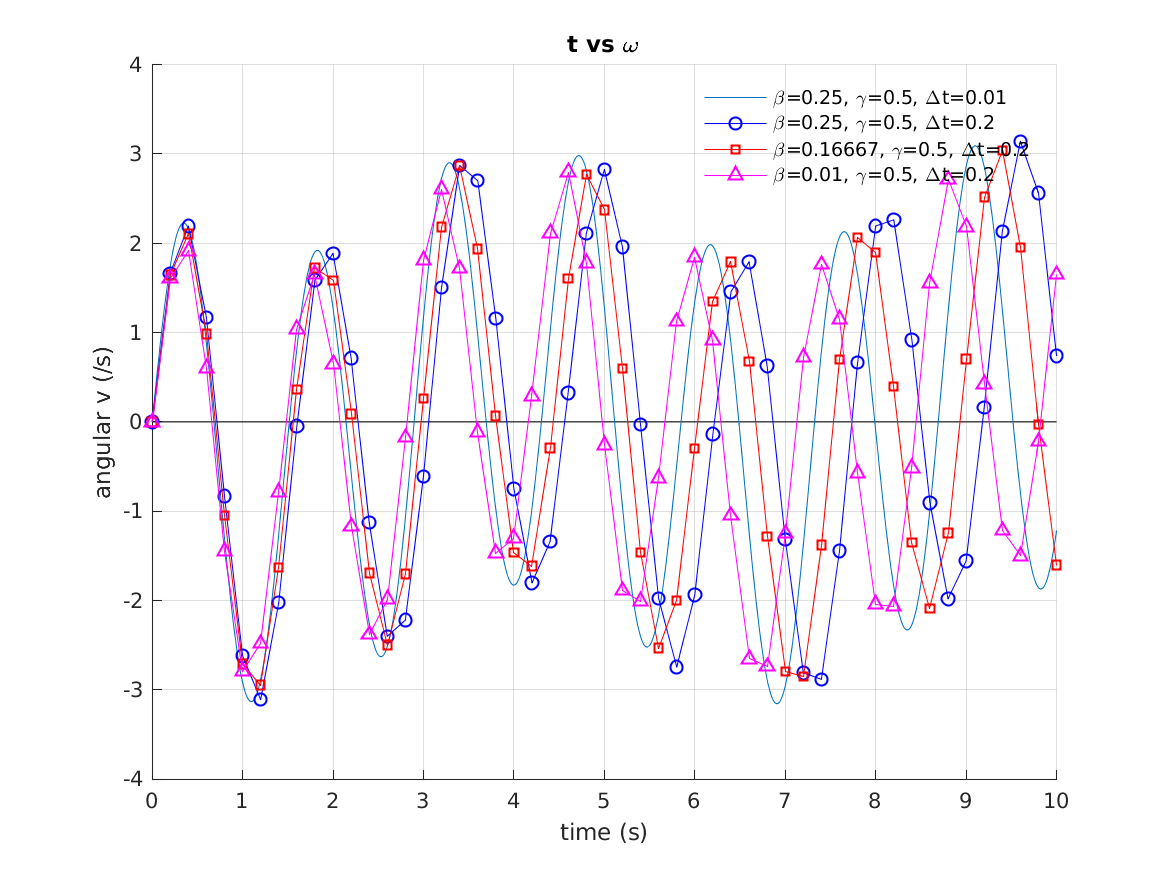 t vs ω
β=0.25, γ=0.5, Δt=0.01
β=0.25, γ=0.5, Δt=0.2
β=0.16667, γ=0.5, Δt=0.2
β=0.01, γ=0.5, Δt=0.2
4
3
2
1
0
-1
-2
-3
-4
angular v (/s)
0 1 2 3 4 5 6 7 8 9 10
time (s)